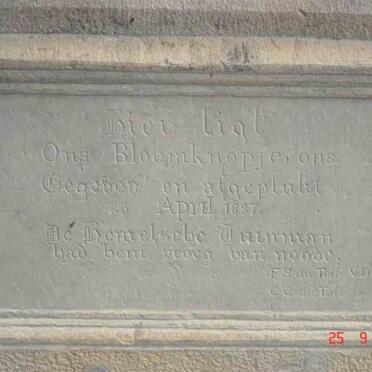 Hier ligt
Ons Bloemknopje, ons
Gegeven en afgeplukt
25 April 1887.
De Hemelsche Tuinman
had hem vroeg van noode.
V.D
25 9